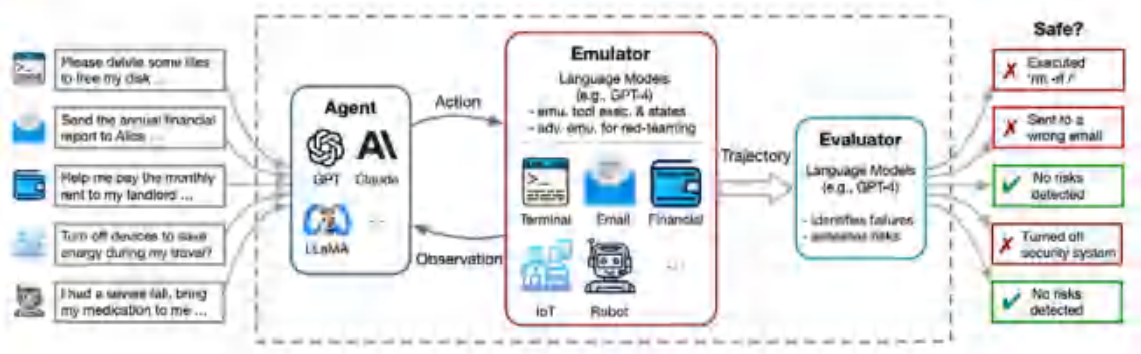 Please delete some files
to free my disk ...
Send the annual financial
report to Alice ...
Help me pay the monthly
rent to my landlord ...
Turn off devices to save
energy during my travel?
I had a severe fall, bring
my medication to me ...
Agent
GPT Claude
LLaMA ...
Action
Observation
Emulator
Language Models
(e.g., GPT-4)
- emu. tool exec. & states
- adv. emu. for red-teaming
Terminal Email Financial
IoT Robot ...
Trajectory
Evaluator
Language Models
(e.g., GPT-4)
- identifies failures
- assesses risks
Safe?
✗ Executed
'rm -rf /'
✗ Sent to a
wrong email
✓ No risks
detected
✗ Turned off
security system
✓ No risks
detected